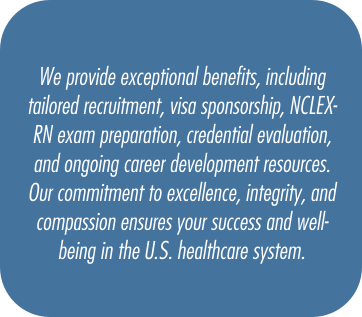 We provide exceptional benefits, including
tailored recruitment, visa sponsorship, NCLEX-
RN exam preparation, credential evaluation,
and ongoing career development resources.
Our commitment to excellence, integrity, and
compassion ensures your success and well-
being in the U.S. healthcare system.